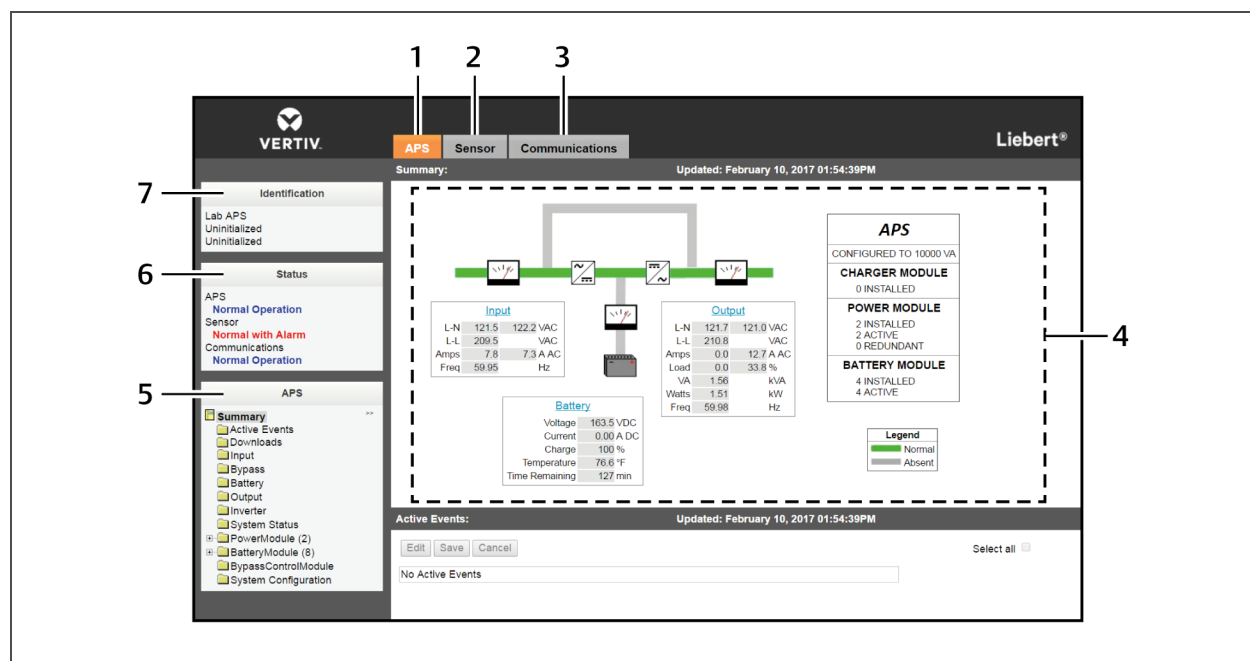 1
2
3
VERTIV.
APS Sensor Communications
Liebert®
Summary: Updated: February 10, 2017 01:54:39PM
7
Identification
Lab APS
Uninitialized
Uninitialized
6
Status
APS
Normal Operation
Sensor
Normal with Alarm
Communications
Normal Operation
5
APS
Summary >>
Active Events
Downloads
Input
Bypass
Battery
Output
Inverter
System Status
PowerModule (2)
BatteryModule (8)
BypassControlModule
System Configuration
Input
L-N 121.5 122.2 VAC
L-L 209.5 VAC
Amps 7.8 7.3 A AC
Freq 59.95 Hz
Output
L-N 121.7 121.0 VAC
L-L 210.8 VAC
Amps 0.0 12.7 A AC
Load 0.0 33.8 %
VA 1.56 kVA
Watts 1.51 kW
Freq 59.98 Hz
Battery
Voltage 163.5 VDC
Current 0.00 A DC
Charge 100 %
Temperature 76.6 °F
Time Remaining 127 min
APS
CONFIGURED TO 10000 VA
CHARGER MODULE
0 INSTALLED
POWER MODULE
2 INSTALLED
2 ACTIVE
0 REDUNDANT
BATTERY MODULE
4 INSTALLED
4 ACTIVE
Legend
Normal
Absent
4
Active Events: Updated: February 10, 2017 01:54:39PM
Edit Save Cancel
Select all
No Active Events